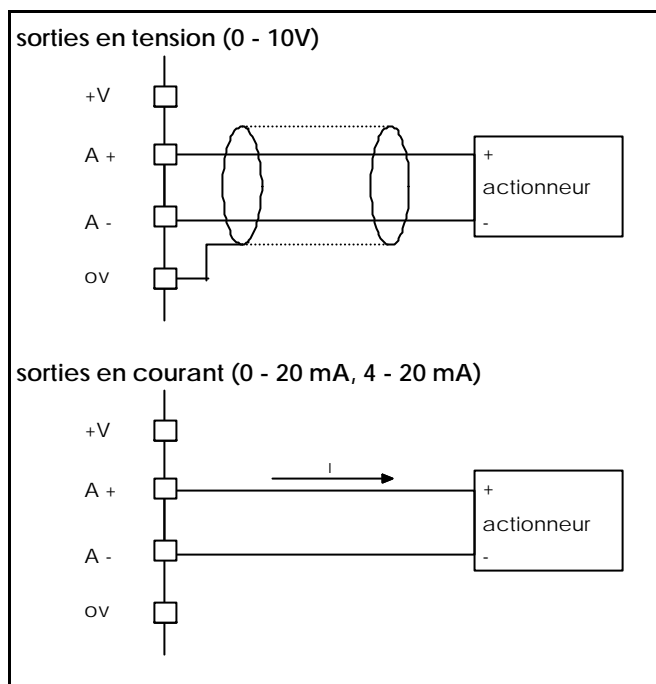 sorties en tension (0 - 10V)
+V
A +
+
actionneur
A -
-
ov
sorties en courant (0 - 20 mA, 4 - 20 mA)
+V
I
A +
+
actionneur
A -
-
ov